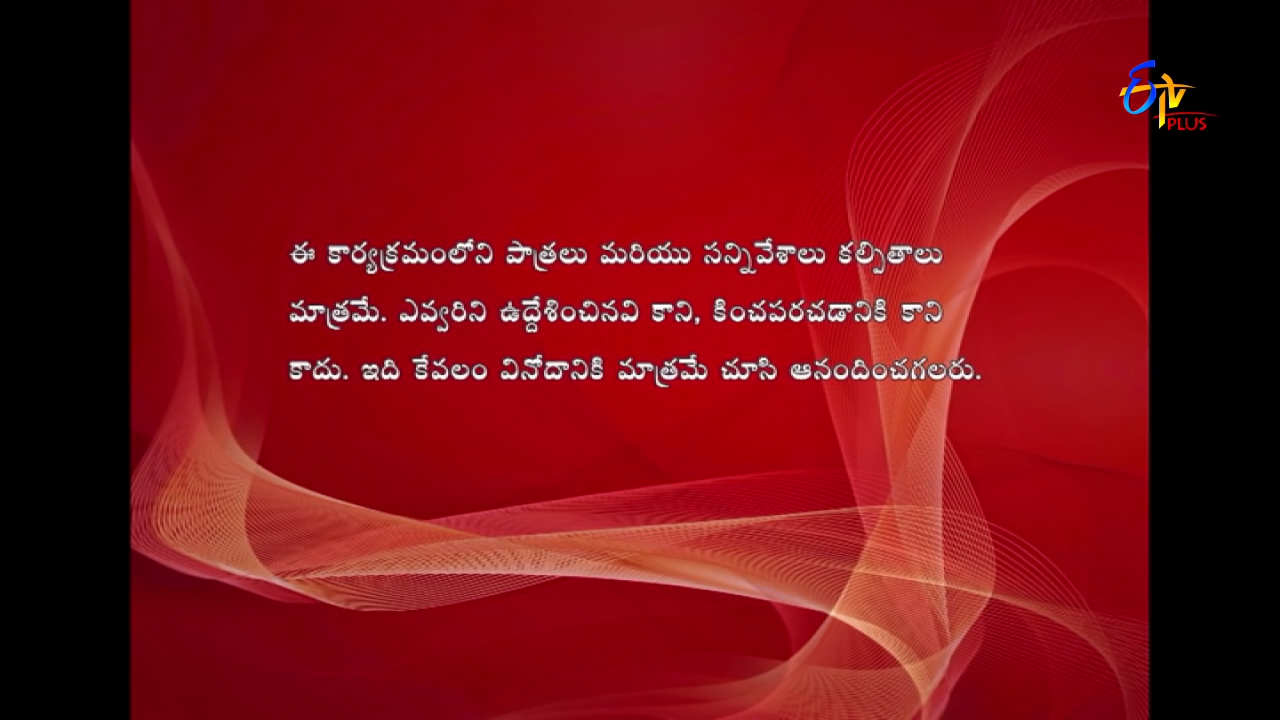 ETV
PLUS
ఈ కార్యక్రమంలోని పాత్రలు మరియు సన్నివేశాలు కల్పితాలు
మాత్రమే. ఎవ్వరిని ఉద్దేశించినవి కాని, కించపరచడానికి కాని
కాదు. ఇది కేవలం వినోదానికి మాత్రమే చూసి ఆనందించగలరు.